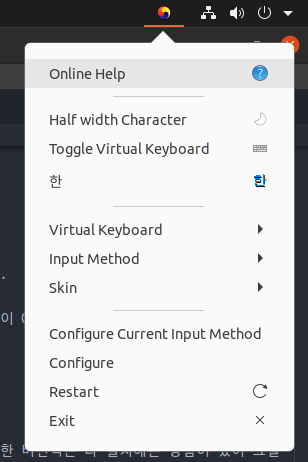 Online Help
Half width Character
Toggle Virtual Keyboard
한 한
Virtual Keyboard
Input Method
Skin
Configure Current Input Method
Configure
Restart
Exit